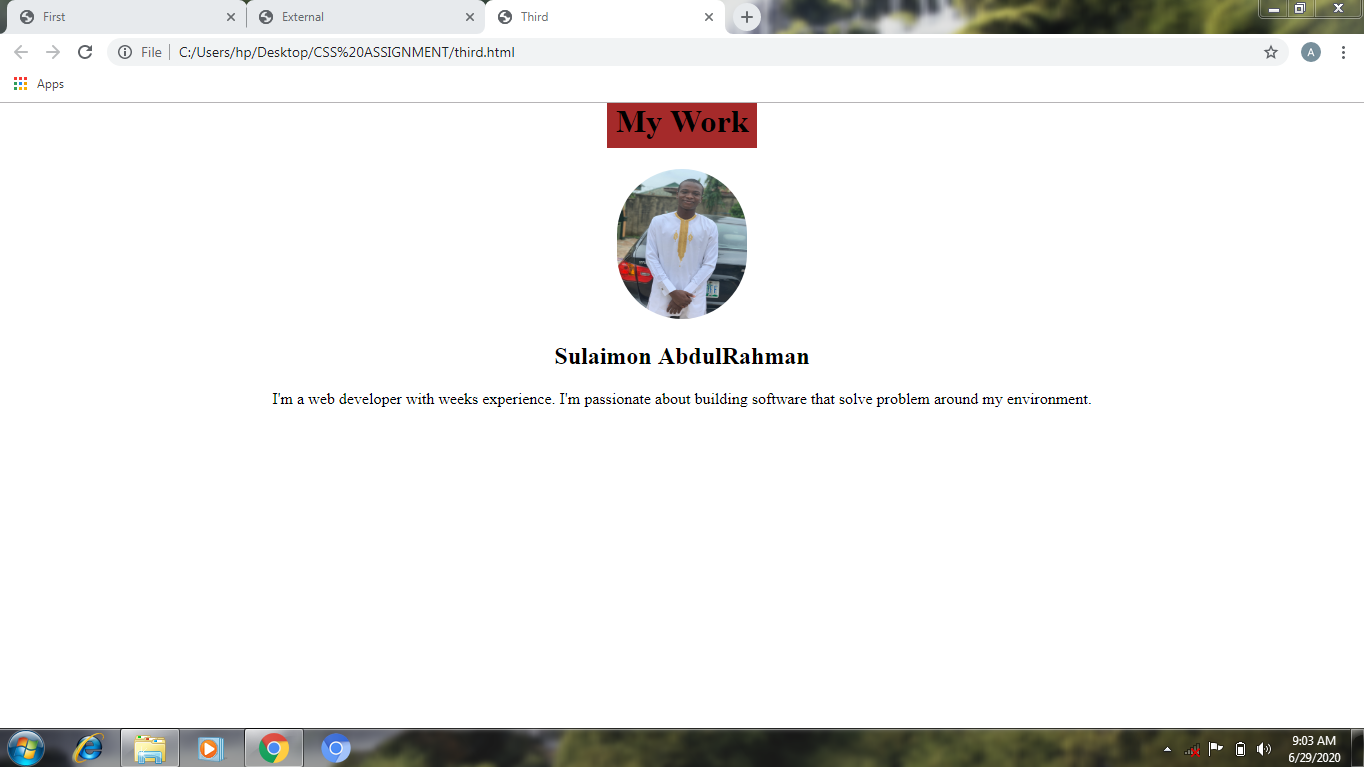 First
External
Third
File
C:/Users/hp/Desktop/CSS%20ASSIGNMENT/third.html
A
Apps
My Work
Sulaimon AbdulRahman
I'm a web developer with weeks experience. I'm passionate about building software that solve problem around my environment.
9:03 AM
6/29/2020